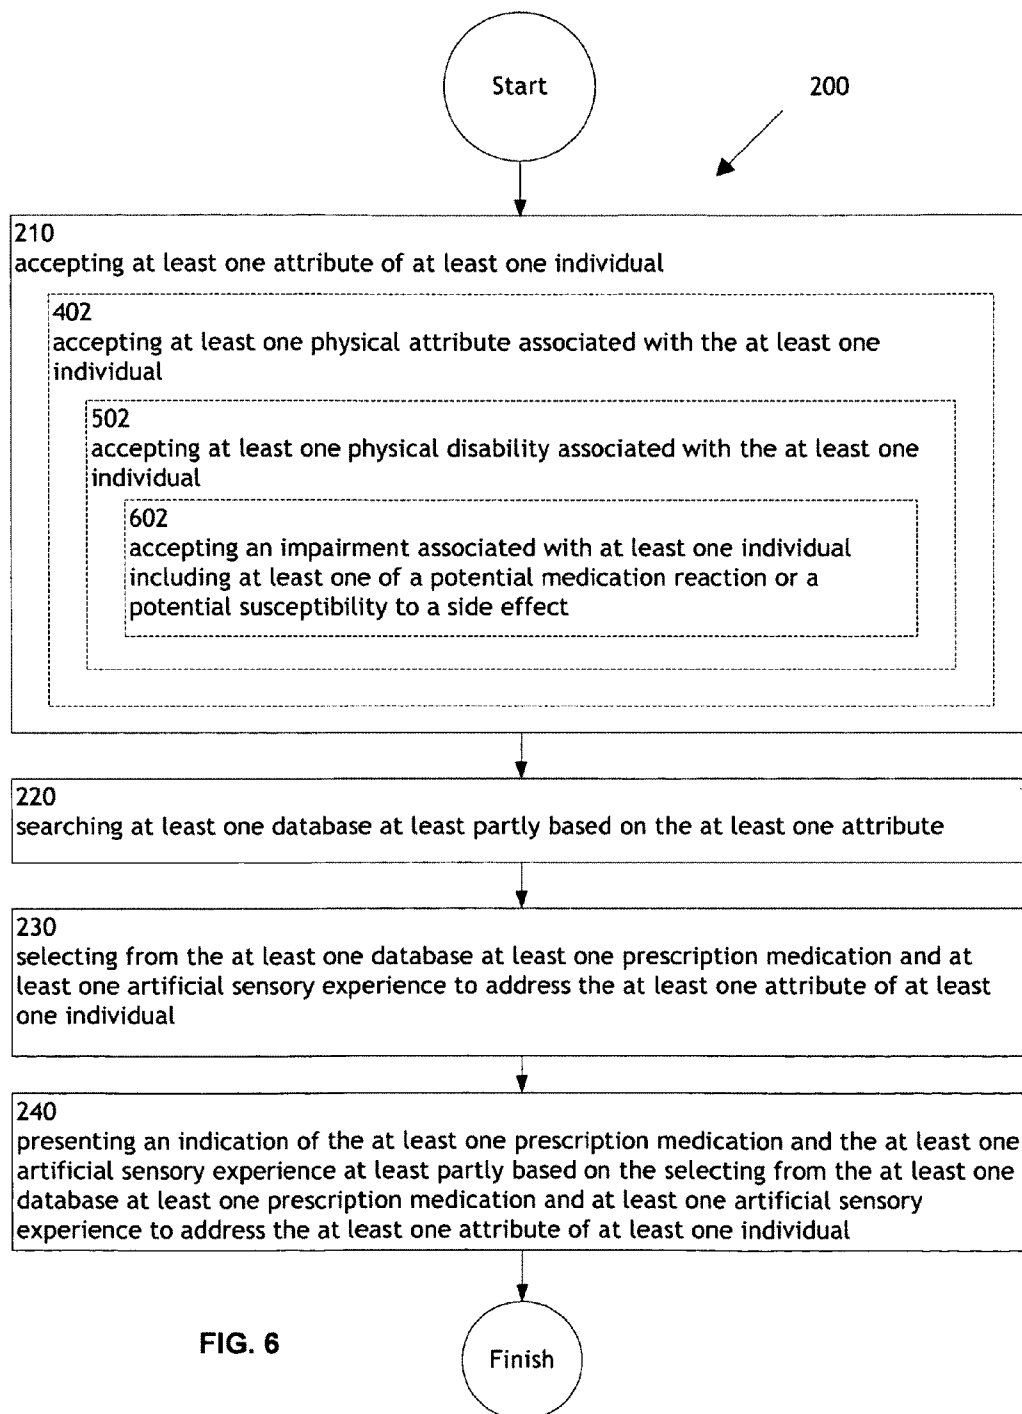 Start
200
210
accepting at least one attribute of at least one individual
402
accepting at least one physical attribute associated with the at least one
individual
502
accepting at least one physical disability associated with the at least one
individual
602
accepting an impairment associated with at least one individual
including at least one of a potential medication reaction or a
potential susceptibility to a side effect
220
searching at least one database at least partly based on the at least one attribute
230
selecting from the at least one database at least one prescription medication and at
least one artificial sensory experience to address the at least one attribute of at least
one individual
240
presenting an indication of the at least one prescription medication and the at least one
artificial sensory experience at least partly based on the selecting from the at least one
database at least one prescription medication and at least one artificial sensory
experience to address the at least one attribute of at least one individual
FIG. 6
Finish